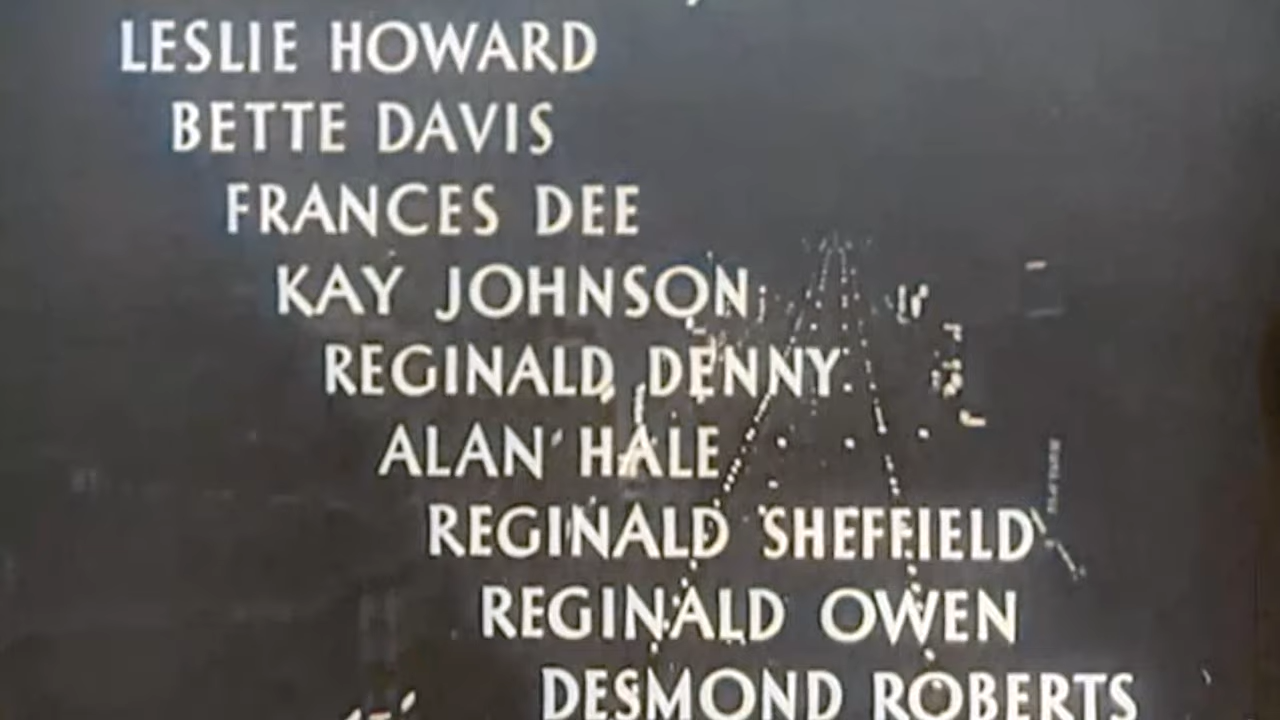 LESLIE HOWARD
BETTE DAVIS
FRANCES DEE
KAY JOHNSON
REGINALD DENNY
ALAN HALE
REGINALD SHEFFIELD
REGINALD OWEN
DESMOND ROBERTS